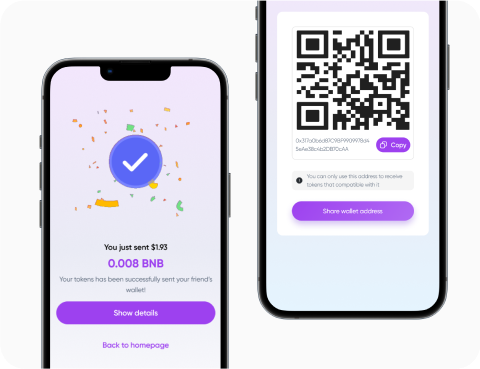 You just sent $1.93
0.008 BNB
Your tokens has been successfully sent your friend's
wallet!
Show details
Back to homepage
Copy
You can only use this address to receive
tokens that compatible with it
Share wallet address